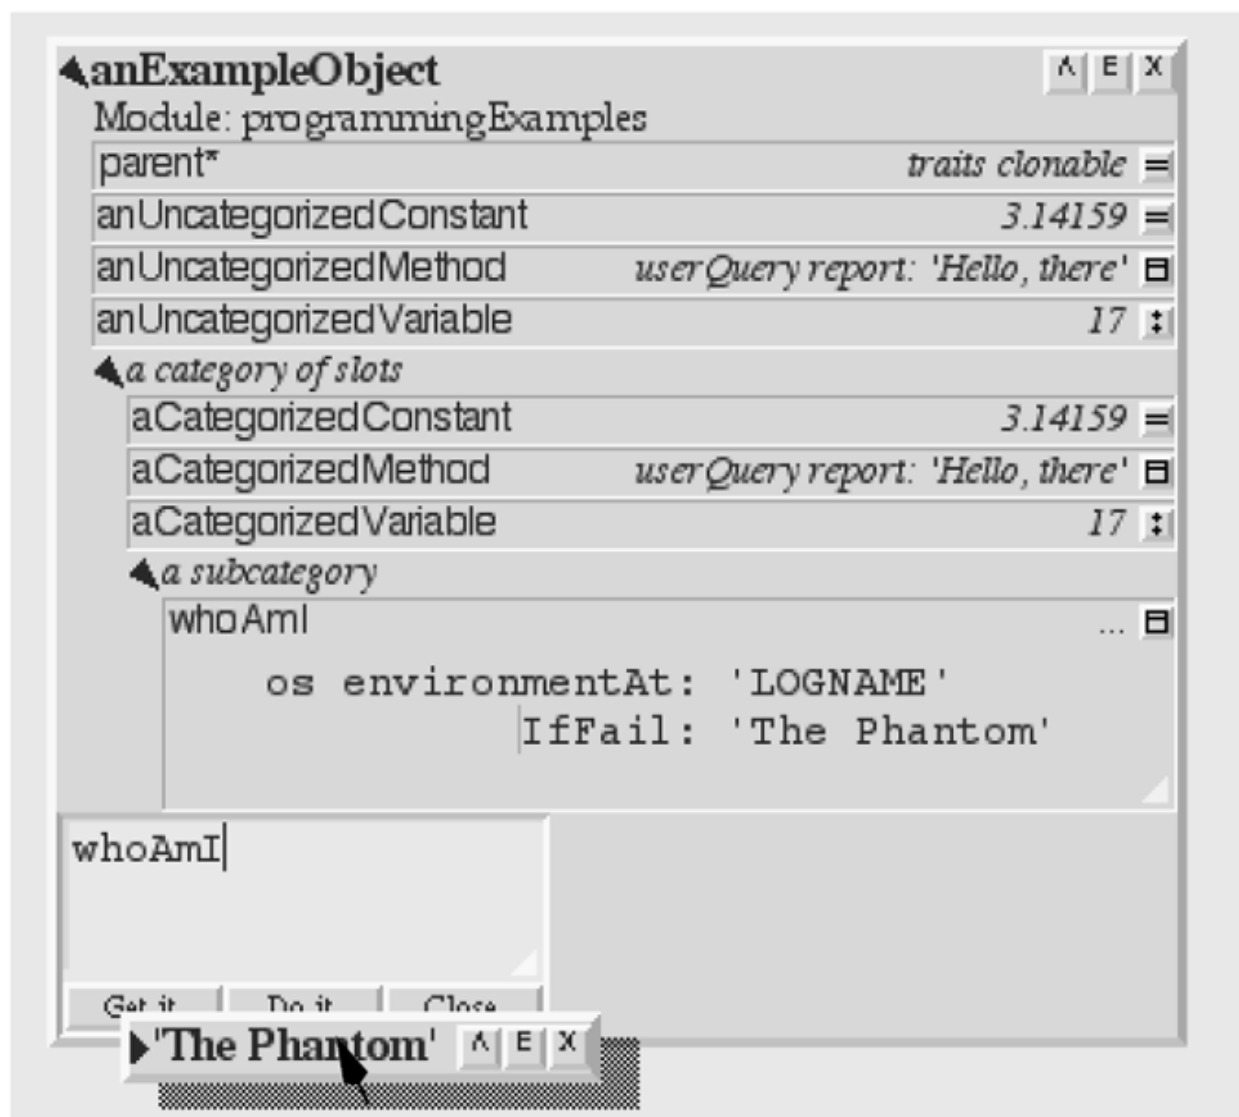 anExampleObject Λ E X
Module: programmingExamples
parent* traits clonable =
anUncategorizedConstant 3.14159 =
anUncategorizedMethod userQuery report: 'Hello, there'
anUncategorizedVariable 17
a category of slots
aCategorizedConstant 3.14159 =
aCategorizedMethod userQuery report: 'Hello, there'
aCategorizedVariable 17
a subcategory
whoAmI ...
os environmentAt: 'LOGNAME'
IfFail: 'The Phantom'
whoAmI
Get it Do it Close
'The Phantom' Λ E X